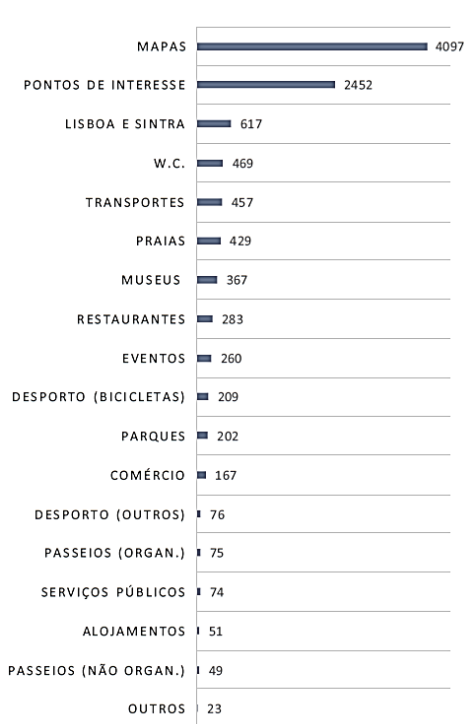 MAPAS 4097
PONTOS DE INTERESSE 2452
LISBOA E SINTRA 617
W.C. 469
TRANSPORTES 457
PRAIAS 429
MUSEUS 367
RESTAURANTES 283
EVENTOS 260
DESPORTO (BICICLETAS) 209
PARQUES 202
COMÉRCIO 167
DESPORTO (OUTROS) 76
PASSEIOS (ORGAN.) 75
SERVIÇOS PÚBLICOS 74
ALOJAMENTOS 51
PASSEIOS (NÃO ORGAN.) 49
OUTROS 23